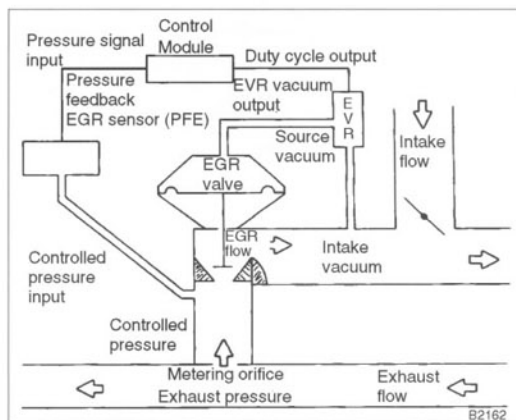 Control
Module
Pressure signal
input
Duty cycle output
Pressure
feedback
EGR sensor (PFE)
EVR vacuum
output
EVR
Source
vacuum
Intake
flow
EGR
valve
EGR
flow
Intake
vacuum
Controlled
pressure
input
Controlled
pressure
Metering orifice
Exhaust pressure
Exhaust
flow
B2162